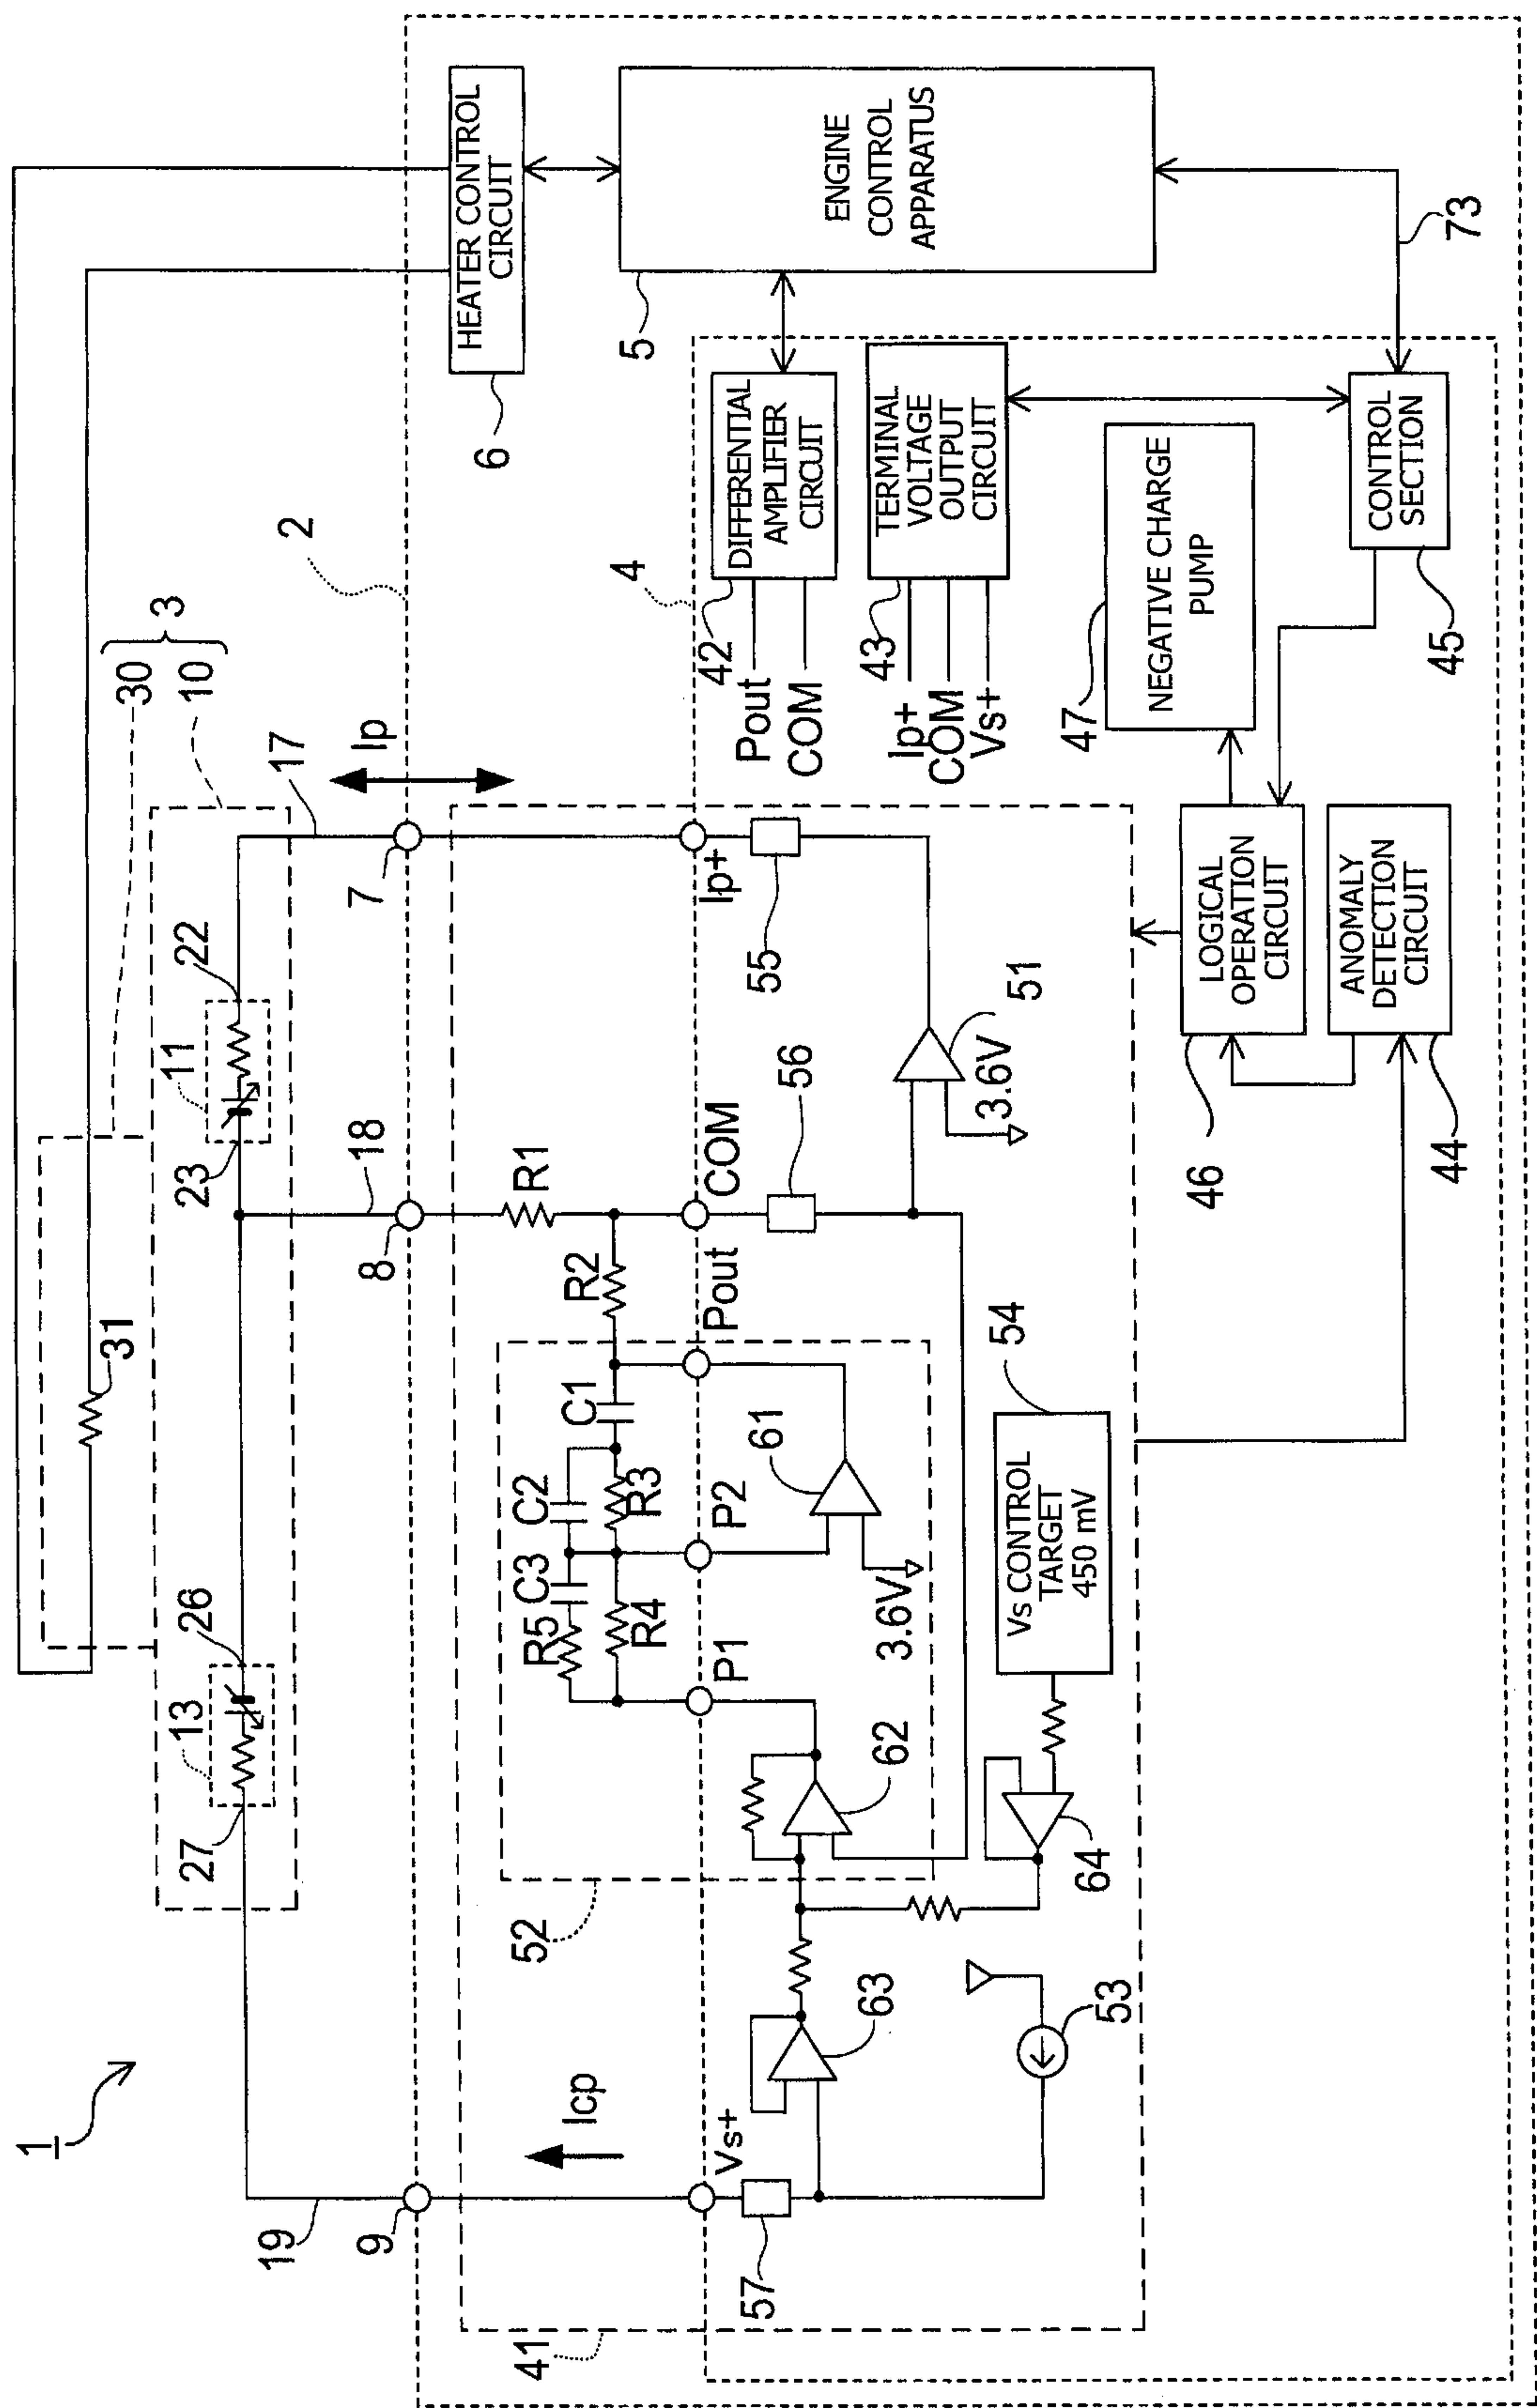 1
2
3
30
10
HEATER CONTROL
CIRCUIT
6
ENGINE
CONTROL
APPARATUS
5
73
31
27
13
26
23
11
22
17
18
19
9
8
7
Ip
Icp
4
41
52
R1
R2
C1
C2
R3
C3
R5
R4
Vs+
P1
P2
Pout
COM
Ip+
57
56
55
63
62
61
51
3.6V
3.6V
53
64
54
Vs CONTROL
TARGET
450 mV
42
DIFFERENTIAL
AMPLIFIER
CIRCUIT
Pout
COM
43
TERMINAL
VOLTAGE
OUTPUT
CIRCUIT
Ip+
COM
Vs+
47
NEGATIVE CHARGE
PUMP
CONTROL
SECTION
45
LOGICAL
OPERATION
CIRCUIT
46
ANOMALY
DETECTION
CIRCUIT
44